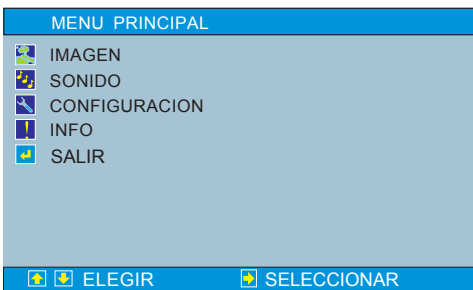 MENU PRINCIPAL
IMAGEN
SONIDO
CONFIGURACION
INFO
SALIR
ELEGIR SELECCIONAR